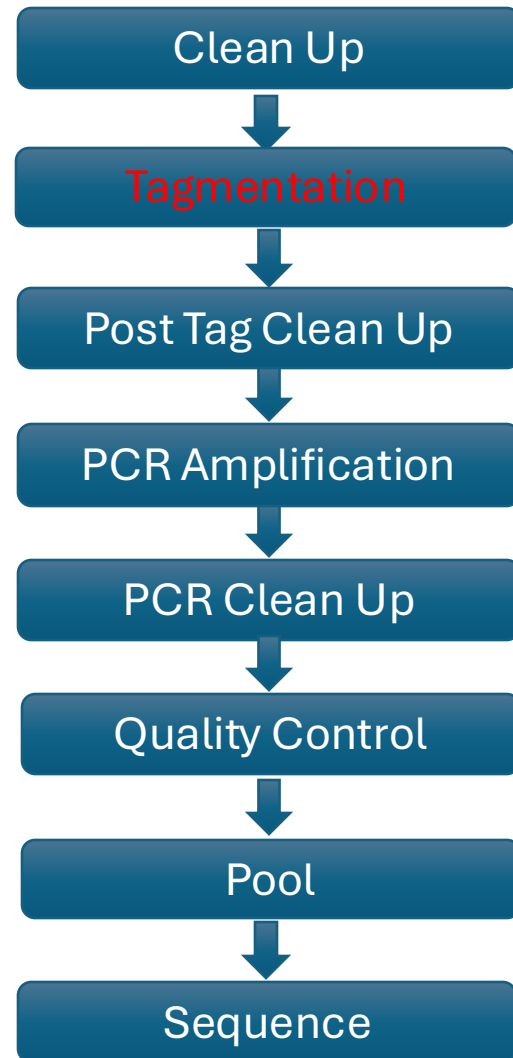 Clean Up
Tagmentation
Post Tag Clean Up
PCR Amplification
PCR Clean Up
Quality Control
Pool
Sequence